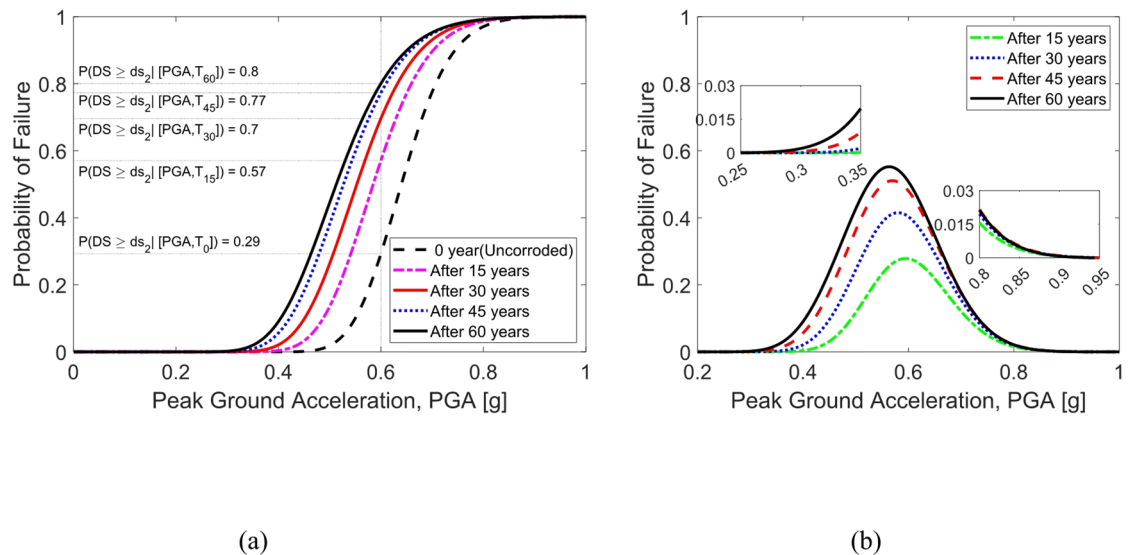 1
0.8
0.6
0.4
0.2
0
Probability of Failure
P(DS ≥ ds2| [PGA,T60]) = 0.8
P(DS ≥ ds2| [PGA,T45]) = 0.77
P(DS ≥ ds2| [PGA,T30]) = 0.7
P(DS ≥ ds2| [PGA,T15]) = 0.57
P(DS ≥ ds2| [PGA,T0]) = 0.29
0 year(Uncorroded)
After 15 years
After 30 years
After 45 years
After 60 years
0 0.2 0.4 0.6 0.8 1
Peak Ground Acceleration, PGA [g]
(a)
1
0.8
0.6
0.4
0.2
0
Probability of Failure
After 15 years
After 30 years
After 45 years
After 60 years
0.03
0.015
0
0.25 0.3 0.35
0.03
0.015
0
0.8 0.85 0.9 0.95
0.2 0.4 0.6 0.8 1
Peak Ground Acceleration, PGA [g]
(b)